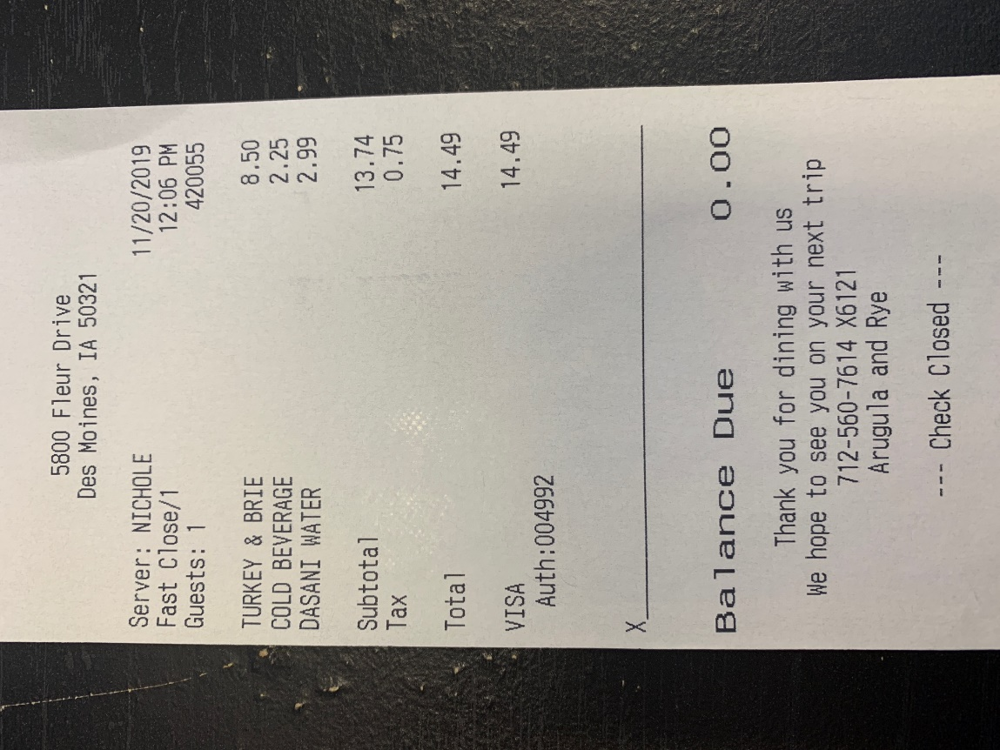 5800 Fleur Drive
Des Moines, IA 50321
Server: NICHOLE 11/20/2019
Fast Close/1 12:06 PM
Guests: 1 420055
TURKEY & BRIE 8.50
COLD BEVERAGE 2.25
DASANI WATER 2.99
Subtotal 13.74
Tax 0.75
Total 14.49
VISA 14.49
Auth:004992
X
Balance Due 0.00
Thank you for dining with us
We hope to see you on your next trip
712-560-7614 X6121
Arugula and Rye
--- Check Closed ---